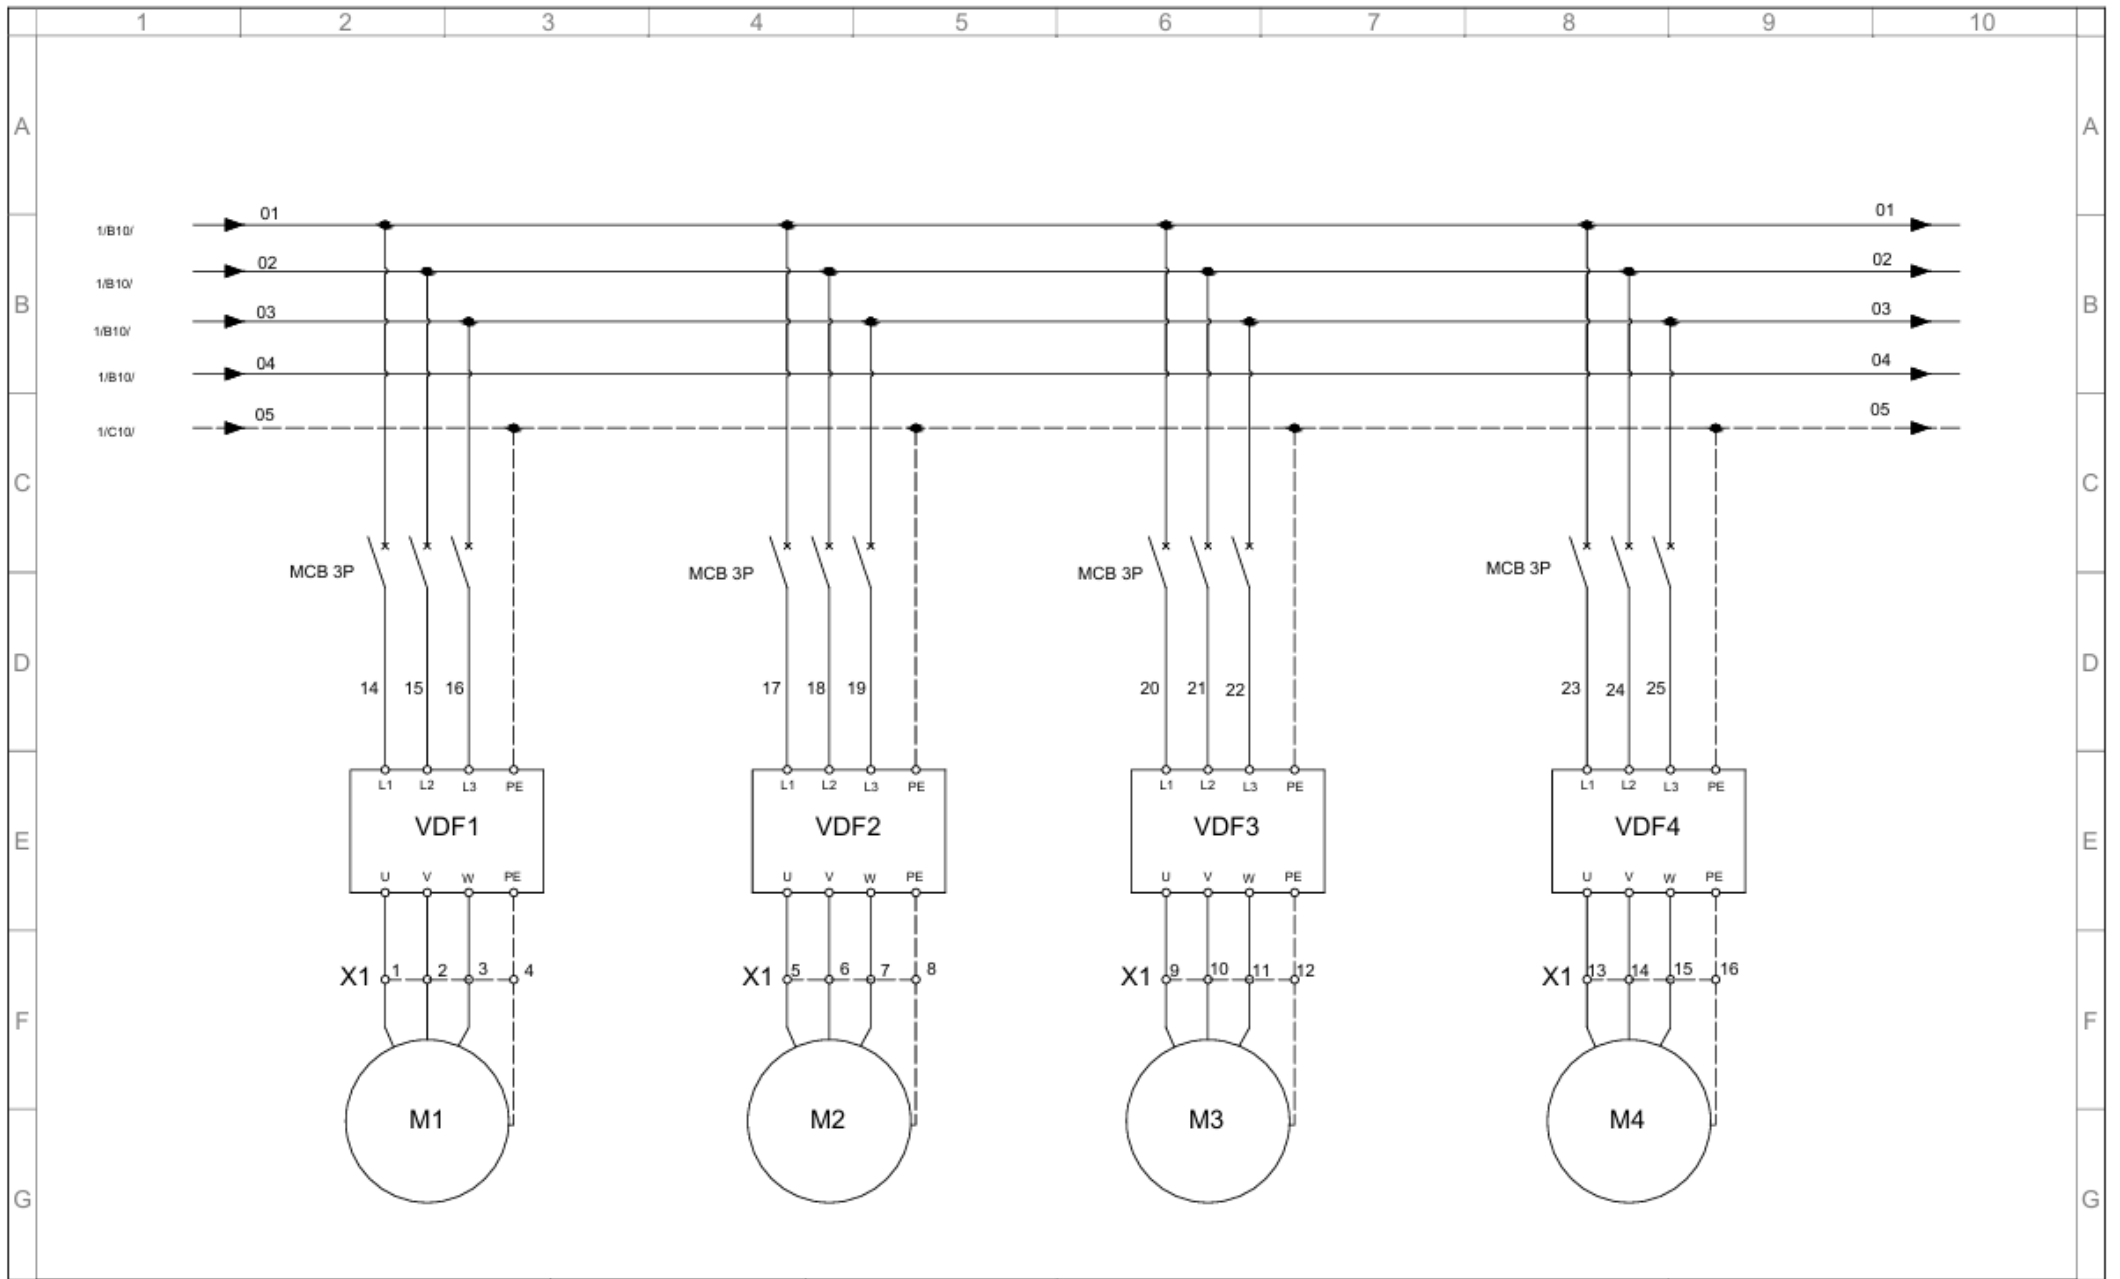 1 2 3 4 5 6 7 8 9 10
A A
01 01
1/B10/
02 02
1/B10/
B B
03 03
1/B10/
04 04
1/B10/
05 05
1/C10/
C C
MCB 3P MCB 3P MCB 3P MCB 3P
D D
14 15 16 17 18 19 20 21 22 23 24 25
L1 L2 L3 PE L1 L2 L3 PE L1 L2 L3 PE L1 L2 L3 PE
VDF1 VDF2 VDF3 VDF4
E E
U V W PE U V W PE U V W PE U V W PE
X1 1 2 3 4 X1 5 6 7 8 X1 9 10 11 12 X1 13 14 15 16
F F
M1 M2 M3 M4
G G